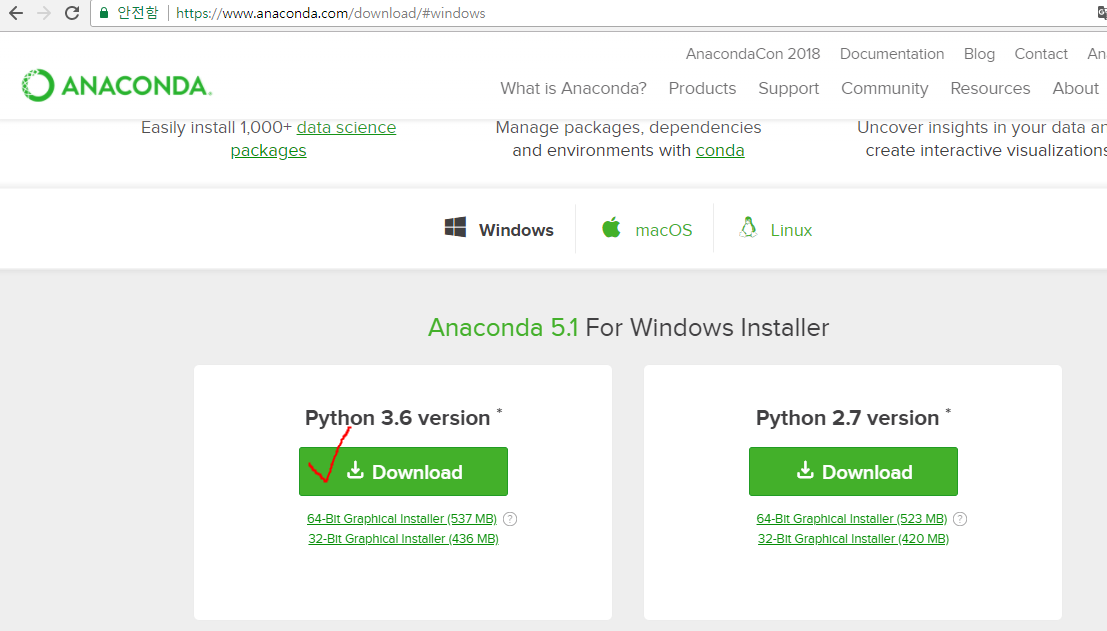 안전함 https://www.anaconda.com/download/#windows
AnacondaCon 2018 Documentation Blog Contact
ANACONDA.
What is Anaconda? Products Support Community Resources About
Easily install 1,000+ data science
packages
Manage packages, dependencies
and environments with conda
Uncover insights in your data
create interactive visualizations
Windows macOS Linux
Anaconda 5.1 For Windows Installer
Python 3.6 version *
Download
64-Bit Graphical Installer (537 MB) ?
32-Bit Graphical Installer (436 MB)
Python 2.7 version *
Download
64-Bit Graphical Installer (523 MB) ?
32-Bit Graphical Installer (420 MB)